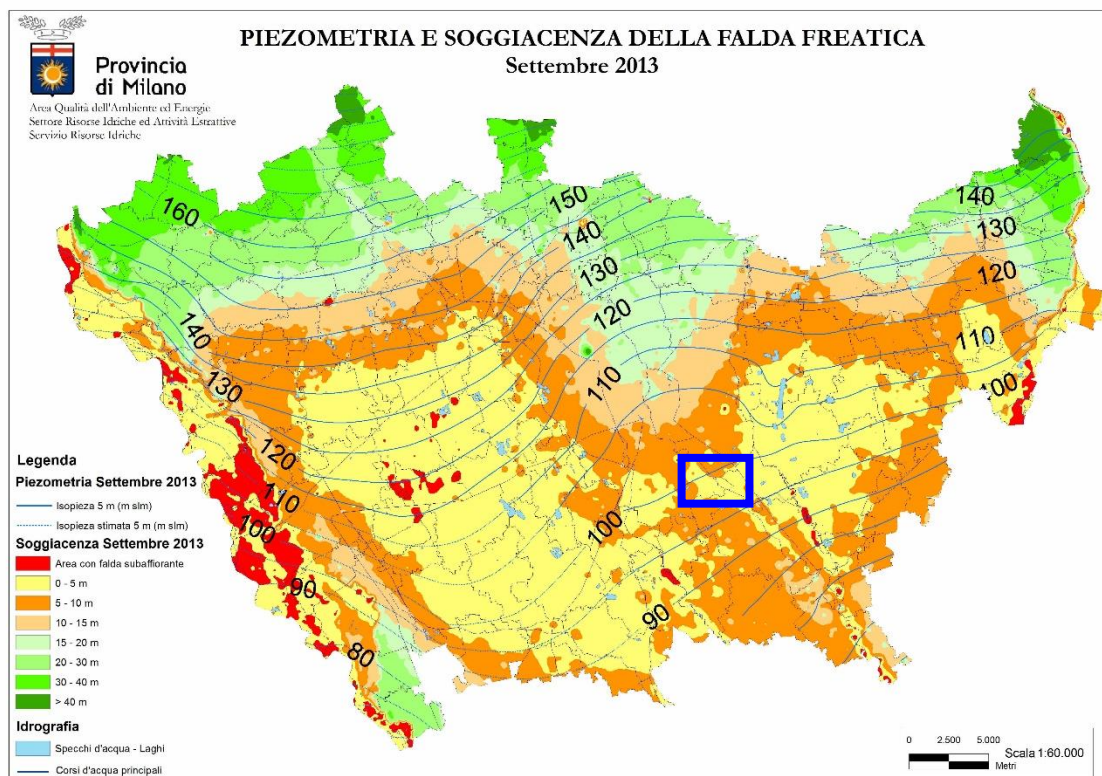 PIEZOMETRIA E SOGGIACENZA DELLA FALDA FREATICA
Settembre 2013
Provincia
di Milano
Area Qualità dell'Ambiente ed Energie
Settore Risorse Idriche ed Attività Estrattive
Servizio Risorse Idriche
160
150
140
130
120
110
140
130
120
110
100
140
130
120
110
100
90
80
100
90
Legenda
Piezometria Settembre 2013
Isopieza 5 m (m slm)
Isopieza stimata 5 m (m slm)
Soggiacenza Settembre 2013
Area con falda subaffiorante
0 - 5 m
5 - 10 m
10 - 15 m
15 - 20 m
20 - 30 m
30 - 40 m
> 40 m
Idrografia
Specchi d'acqua - Laghi
Corsi d'acqua principali
0 2.500 5.000
Metri
Scala 1:60.000